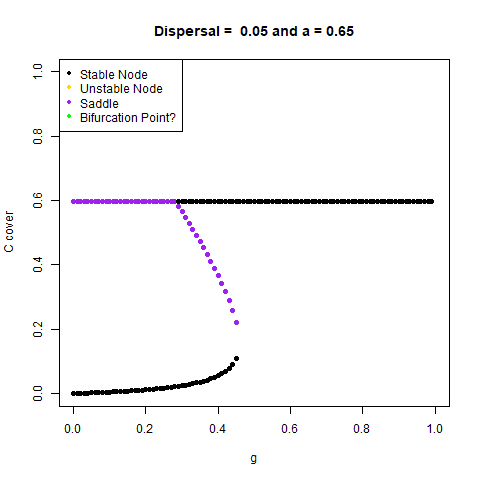 Dispersal =  0.05 and a = 0.65
Stable Node
Unstable Node
Saddle
Bifurcation Point?
C cover
1.0
0.8
0.6
0.4
0.2
0.0
0.0 0.2 0.4 0.6 0.8 1.0
g